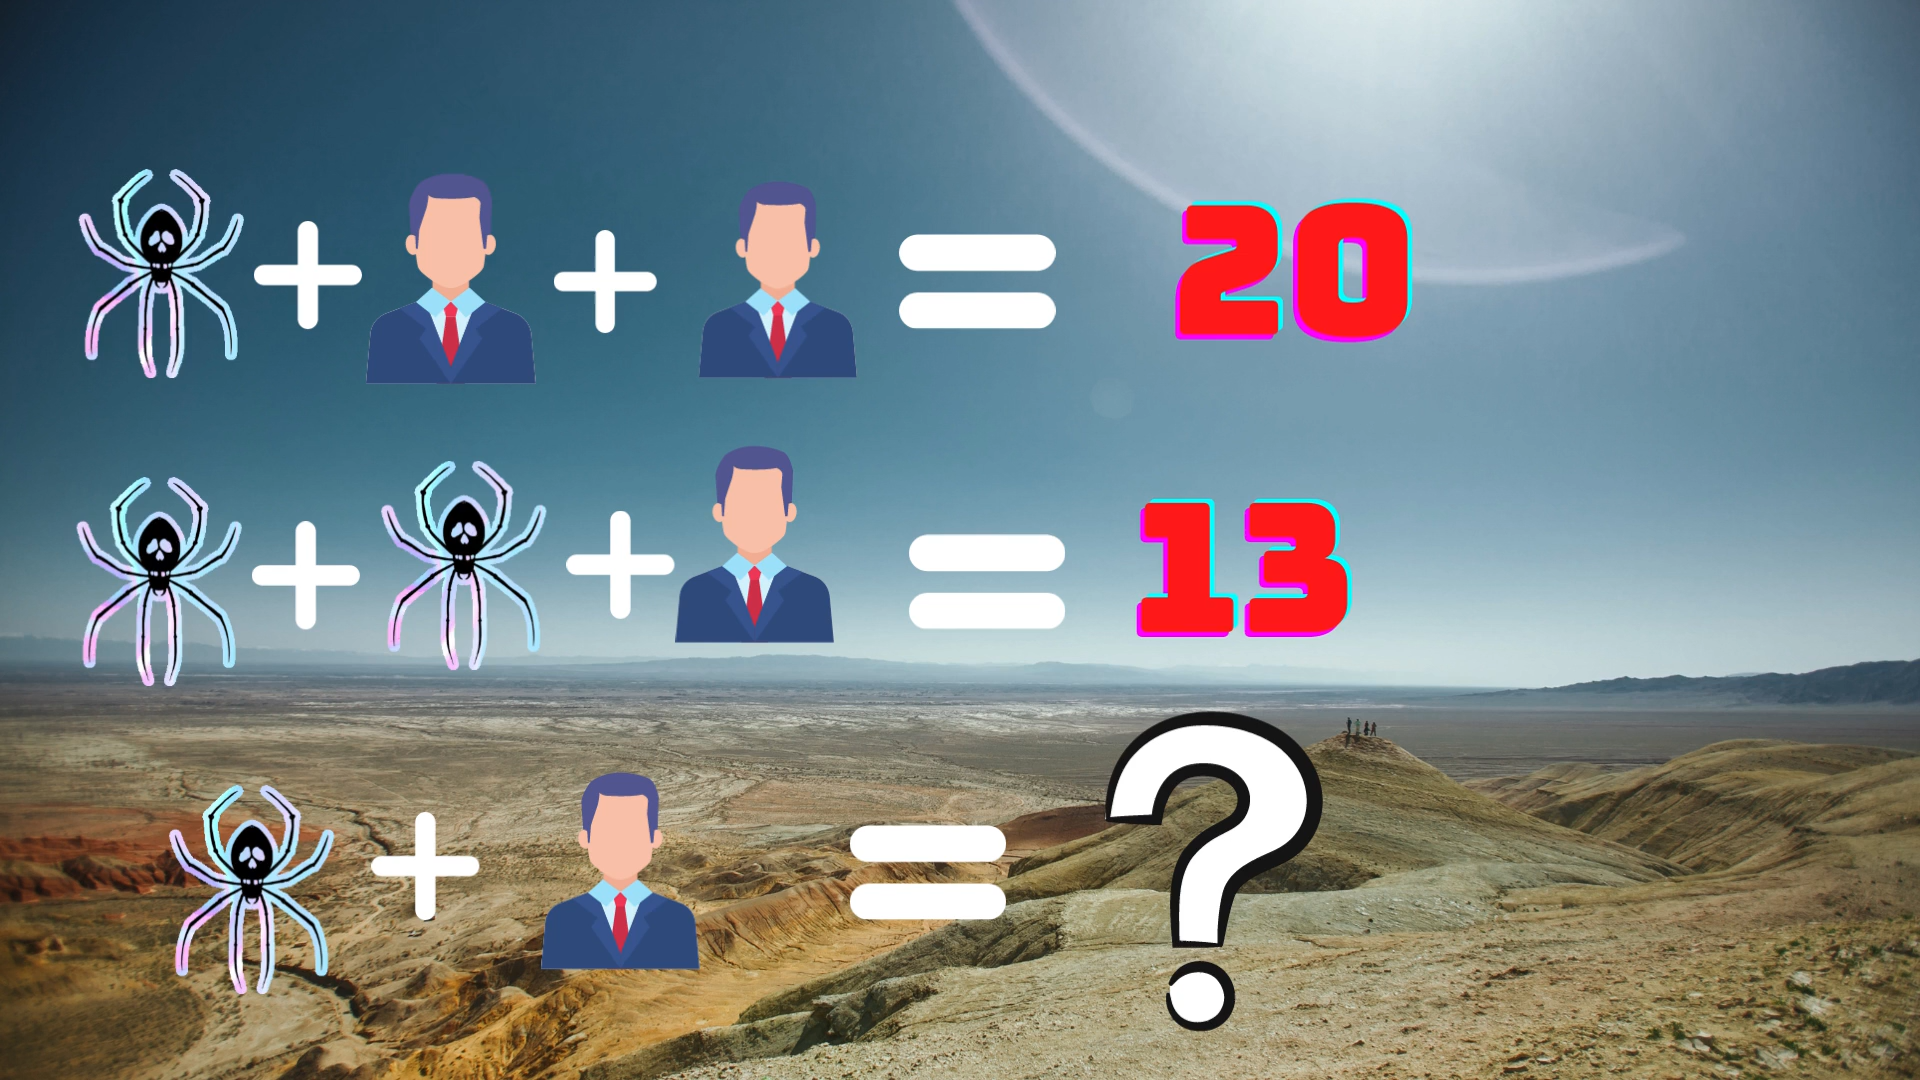 + + = 20
+ + = 13
+ = ?